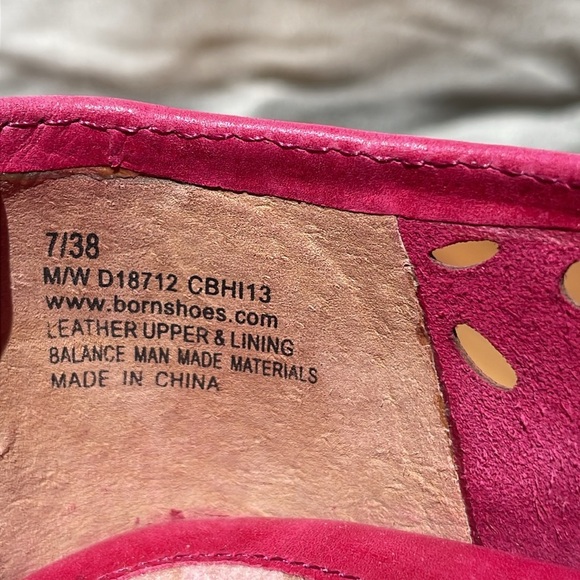 7/38
M/W D18712 CBHI13
www.bornshoes.com
LEATHER UPPER & LINING
BALANCE MAN MADE MATERIALS
MADE IN CHINA